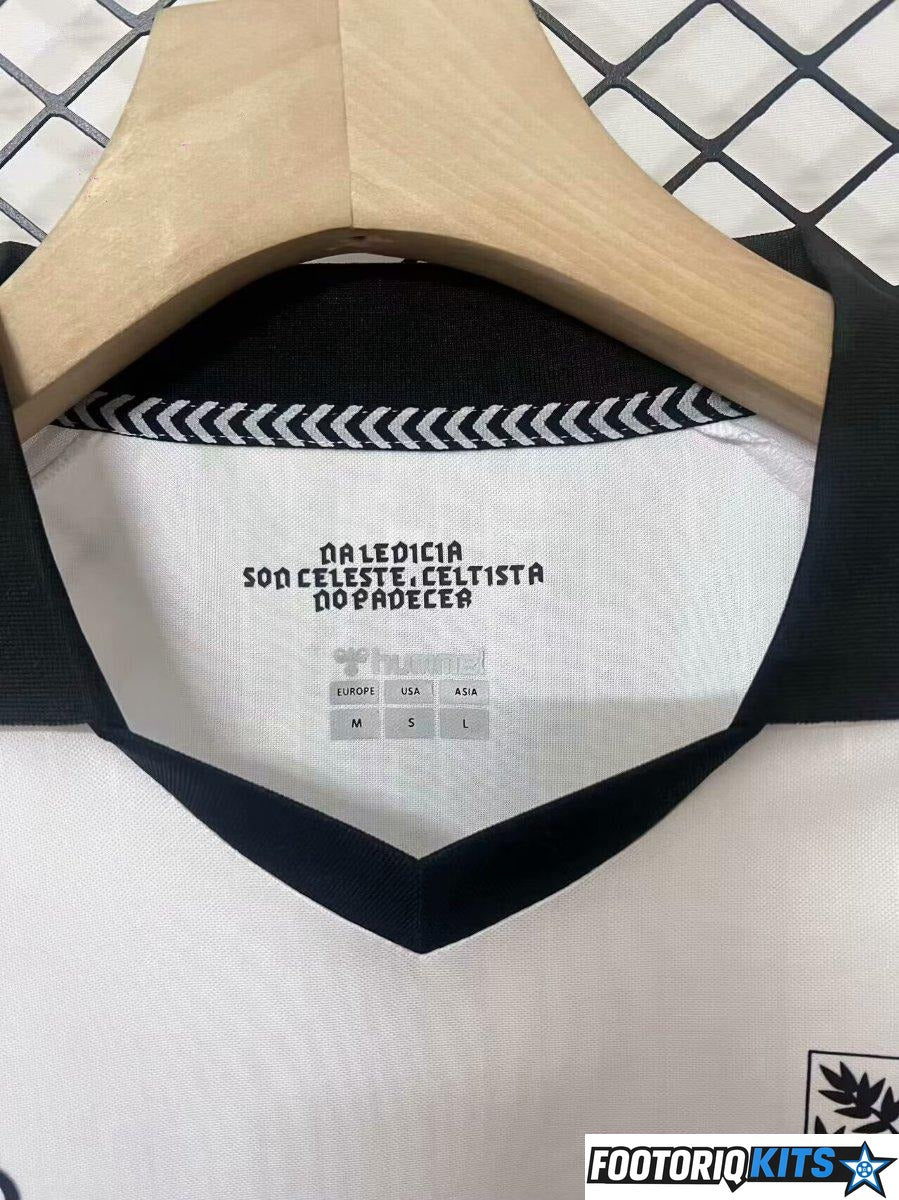 NA LEDICIA
SON CELESTE, CELTISTA
NO PADECER
hummel
EUROPE USA ASIA
M S L
FOOTORIQKITS